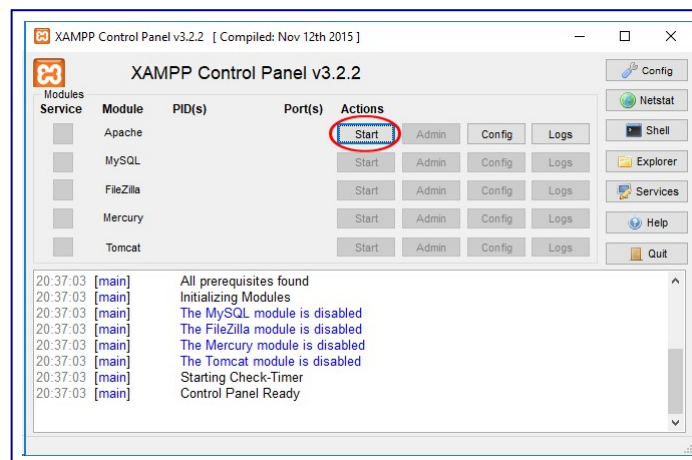 XAMPP Control Panel v3.2.2 [ Compiled: Nov 12th 2015 ]
XAMPP Control Panel v3.2.2
Config
Modules
Service Module PID(s) Port(s) Actions
Netstat
Apache Start Admin Config Logs
Shell
MySQL Start Admin Config Logs
Explorer
FileZilla Start Admin Config Logs
Services
Mercury Start Admin Config Logs
Help
Tomcat Start Admin Config Logs
Quit
20:37:03 [main] All prerequisites found
20:37:03 [main] Initializing Modules
20:37:03 [main] The MySQL module is disabled
20:37:03 [main] The FileZilla module is disabled
20:37:03 [main] The Mercury module is disabled
20:37:03 [main] The Tomcat module is disabled
20:37:03 [main] Starting Check-Timer
20:37:03 [main] Control Panel Ready